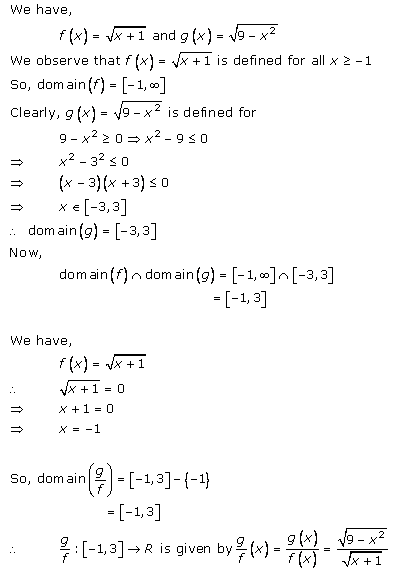 We have,
f(x) = √(x+1) and g(x) = √(9−x²)
We observe that f(x) = √(x+1) is defined for all x ≥ −1
So, domain(f) = [−1,∞]
Clearly, g(x) = √(9−x²) is defined for
9−x² ≥ 0 ⇒ x²−9 ≤ 0
⇒ x²−3² ≤ 0
⇒ (x−3)(x+3) ≤ 0
⇒ x ∈ [−3,3]
∴ domain(g) = [−3,3]
Now,
domain(f) ∩ domain(g) = [−1,∞] ∩ [−3,3]
= [−1,3]
We have,
f(x) = √(x+1)
∴ √(x+1) = 0
⇒ x+1 = 0
⇒ x = −1
So, domain(g/f) = [−1,3] − {−1}
= [−1,3]
∴ g/f : [−1,3] → R is given by g/f (x) = g(x)/f(x) = √(9−x²)/√(x+1)